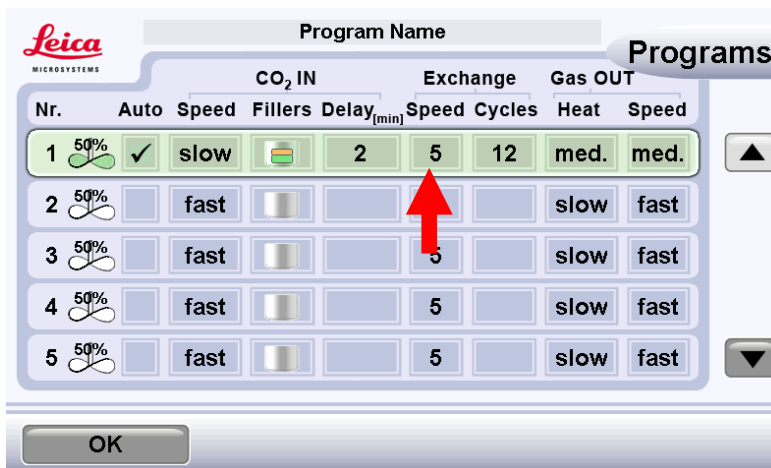 Leica
MICROSYSTEMS
Program Name
Programs
CO₂ IN Exchange Gas OUT
Nr. Auto Speed Fillers Delay[min] Speed Cycles Heat Speed
1 50% ✓ slow 2 5 12 med. med.
2 50% fast slow fast
3 50% fast 5 slow fast
4 50% fast 5 slow fast
5 50% fast 5 slow fast
OK